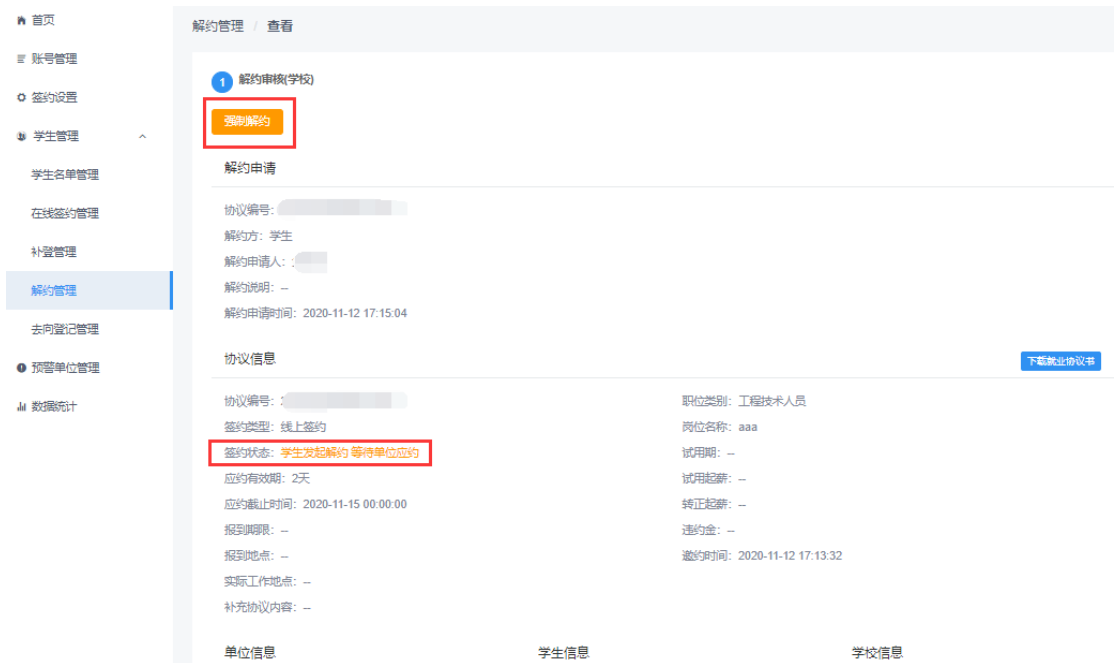 首页
账号管理
签约设置
学生管理
学生名单管理
在线签约管理
补登管理
解约管理
去向登记管理
预警单位管理
数据统计
解约管理 / 查看
1 解约审核(学校)
强制解约
解约申请
协议编号:
解约方: 学生
解约申请人:
解约说明: --
解约申请时间: 2020-11-12 17:15:04
协议信息 下载就业协议书
协议编号: 职位类别: 工程技术人员
签约类型: 线上签约 岗位名称: aaa
签约状态: 学生发起解约 等待单位应约 试用期: --
应约有效期: 2天 试用起薪: --
应约截止时间: 2020-11-15 00:00:00 转正起薪: --
报到期限: -- 违约金: --
报到地点: -- 邀约时间: 2020-11-12 17:13:32
实际工作地点: --
补充协议内容: --
单位信息 学生信息 学校信息